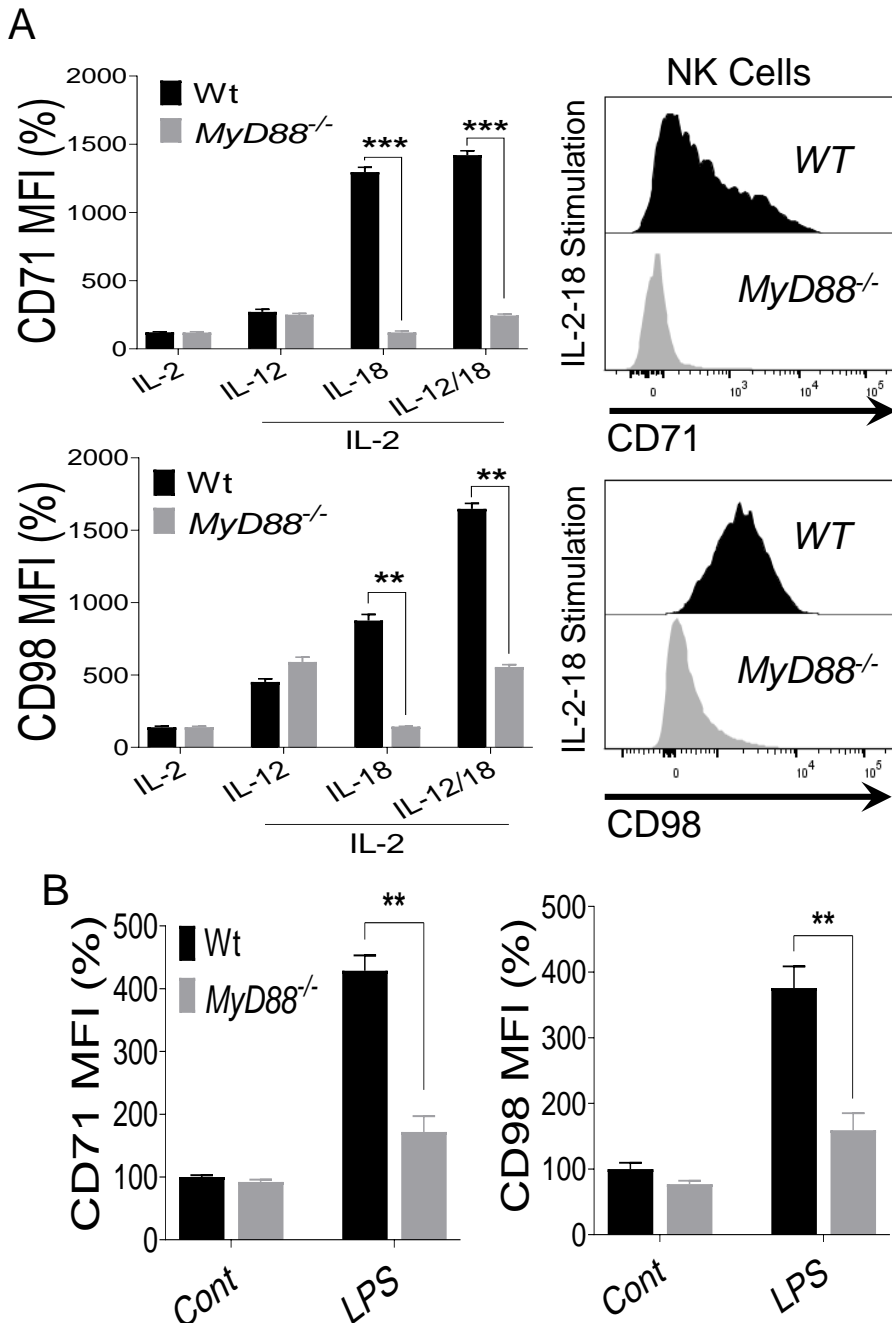 A
CD71 MFI (%)
2000
1500
1000
500
0
Wt
MyD88-/-
***
***
IL-2
IL-12
IL-18
IL-12/18
IL-2
NK Cells
IL-2-18 Stimulation
WT
MyD88-/-
0
10³
10⁴
10⁵
CD71
CD98 MFI (%)
2000
1500
1000
500
0
Wt
MyD88-/-
**
**
IL-2
IL-12
IL-18
IL-12/18
IL-2
IL-2-18 Stimulation
WT
MyD88-/-
0
10⁴
10⁵
CD98
B
CD71 MFI (%)
500
400
300
200
100
0
Wt
MyD88-/-
**
Cont
LPS
CD98 MFI (%)
500
400
300
200
100
0
**
Cont
LPS